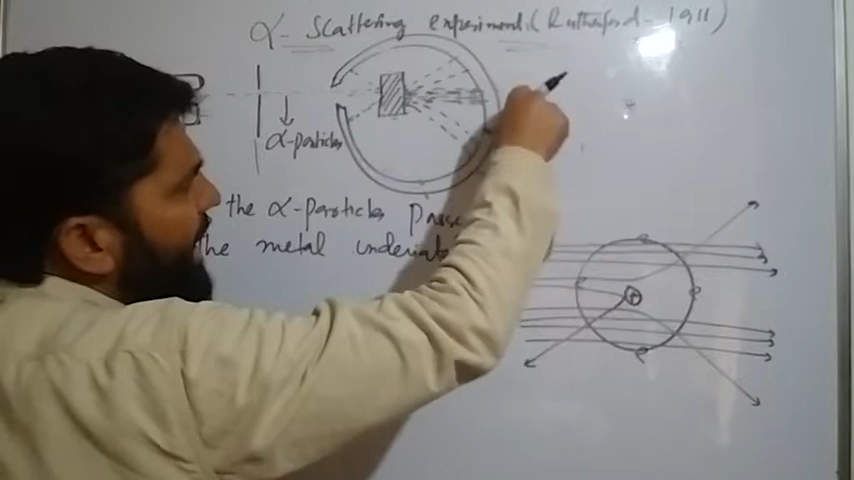 α- Scattering experiment (Rutherford - 1911)
α-particles
the α-particles pass
the metal undeviat
+